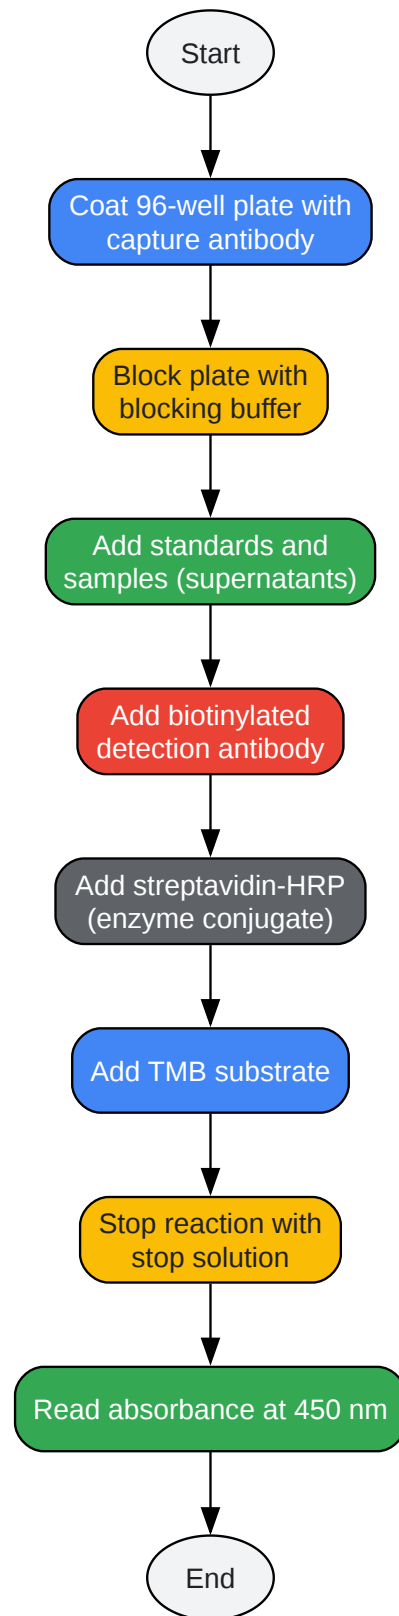 Start
Coat 96-well plate with
capture antibody
Block plate with
blocking buffer
Add standards and
samples (supernatants)
Add biotinylated
detection antibody
Add streptavidin-HRP
(enzyme conjugate)
Add TMB substrate
Stop reaction with
stop solution
Read absorbance at 450 nm
End